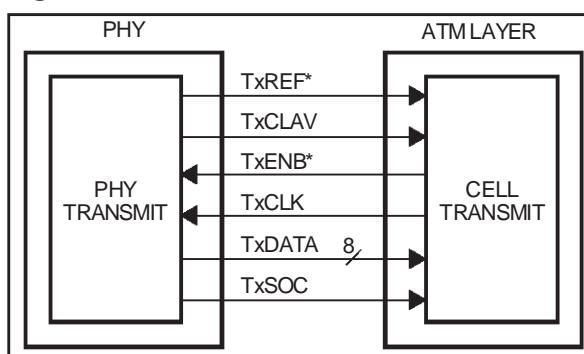 PHY
ATM LAYER
TxREF*
TxCLAV
TxENB*
PHY
TRANSMIT
TxCLK
CELL
TRANSMIT
TxDATA 8
TxSOC